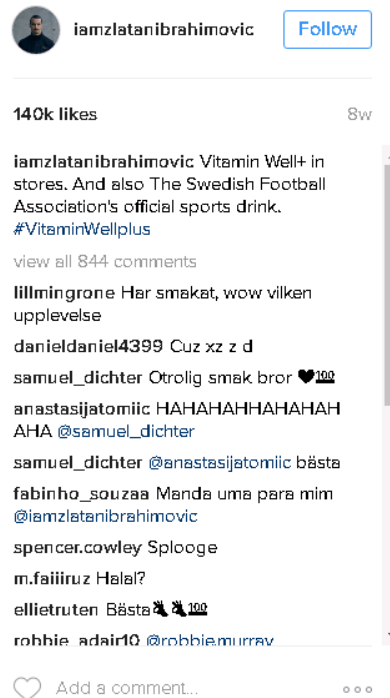 iamzlatanibrahimovic Follow
140k likes 8w
iamzlatanibrahimovic Vitamin Well+ in
stores. And also The Swedish Football
Association's official sports drink.
#VitaminWellplus
view all 844 comments
lillmingrone Har smakat, wow vilken
upplevelse
danieldaniel4399 Cuz xz z d
samuel_dichter Otrolig smak bror 🖤💯
anastasijatomiic HAHAHAHHAHAHAH
AHA @samuel_dichter
samuel_dichter @anastasijatomiic bästa
fabinho_souzaa Manda uma para mim
@iamzlatanibrahimovic
spencer.cowley Splooge
m.faiiiruz Halal?
ellietruten Bästa👏👏💯
robbie_adair10 @robbiemurray
Add a comment...